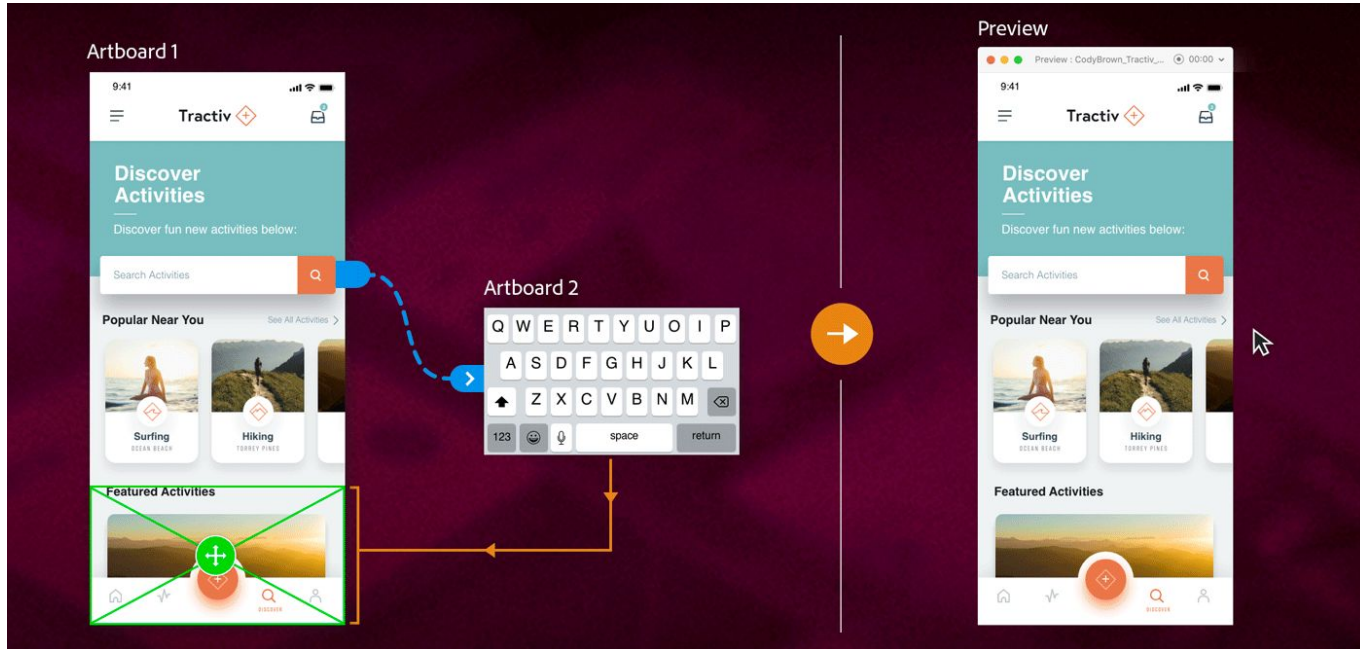 Artboard 1
9:41
Tractiv
2
Discover
Activities
Discover fun new activities below:
Search Activities
Popular Near You
See All Activities
Surfing
OCEAN BEACH
Hiking
TORREY PINES
Featured Activities
DISCOVER
Artboard 2
Q W E R T Y U O I P
A S D F G H J K L
Z X C V B N M
123
space
return
Preview
Preview : CodyBrown_Tractiv_...
00:00
9:41
Tractiv
2
Discover
Activities
Discover fun new activities below:
Search Activities
Popular Near You
See All Activities
Surfing
OCEAN BEACH
Hiking
TORREY PINES
Featured Activities
DISCOVER